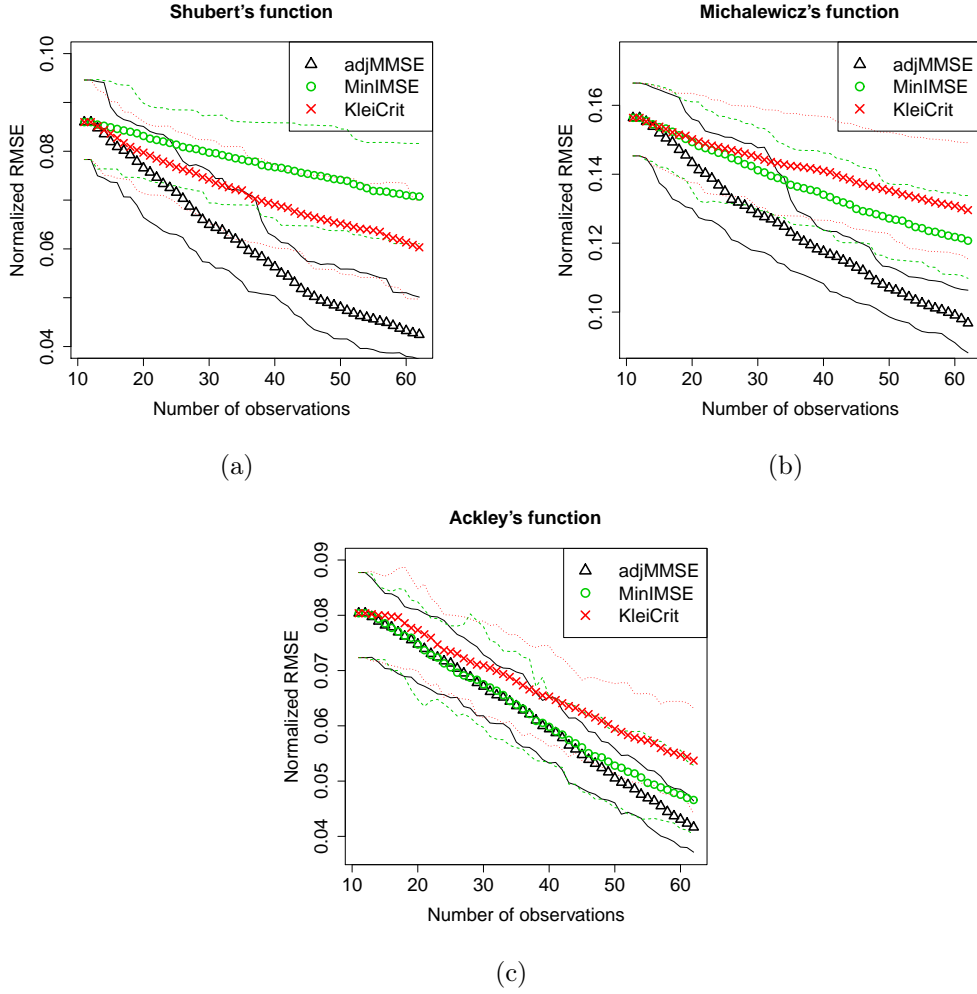 Shubert's function
Normalized RMSE
0.10
0.08
0.06
0.04
adjMMSE
MinIMSE
KleiCrit
10 20 30 40 50 60
Number of observations
(a)
Michalewicz's function
Normalized RMSE
0.16
0.14
0.12
0.10
adjMMSE
MinIMSE
KleiCrit
10 20 30 40 50 60
Number of observations
(b)
Ackley's function
Normalized RMSE
0.09
0.08
0.07
0.06
0.05
0.04
adjMMSE
MinIMSE
KleiCrit
10 20 30 40 50 60
Number of observations
(c)